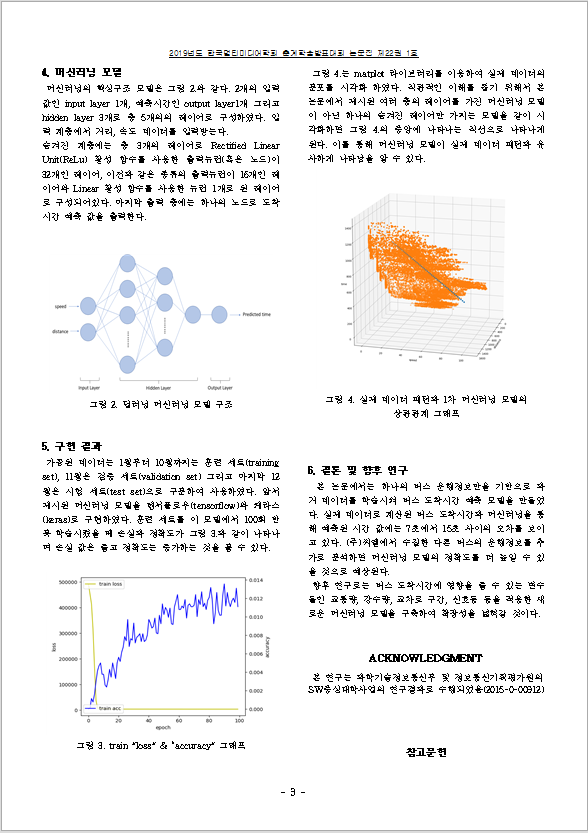 2019년도 한국멀티미디어학회 춘계학술발표대회 논문집 제22권 1호
4. 머신러닝 모델
머신러닝의 핵심구조 모델은 그림 2.와 같다. 2개의 입력
값인 input layer 1개, 예측시간인 output layer1개 그리고
hidden layer 3개로 총 5개의의 레이어로 구성하였다. 입
력 계층에서 거리, 속도 데이터를 입력받는다.
숨겨진 계층에는 총 3개의 레이어로 Rectified Linear
Unit(ReLu) 활성 함수를 사용한 출력뉴런(혹은 노드)이
32개인 레이어, 이전과 같은 종류의 출력뉴런이 16개인 레
이어와 Linear 활성 함수를 사용한 뉴런 1개로 된 레이어
로 구성되어있다. 마지막 출력 층에는 하나의 노드로 도착
시간 예측 값을 출력한다.
speed
distance
Predicted time
Input Layer
Hidden Layer
Output Layer
그림 2. 딥러닝 머신러닝 모델 구조
5. 구현 결과
가공된 데이터는 1월부터 10월까지는 훈련 세트(training
set), 11월은 검증 세트(validation set) 그리고 마지막 12
월은 시험 세트(test set)으로 구분하여 사용하였다. 앞서
제시된 머신러닝 모델을 텐서플로우(tensorflow)와 케라스
(keras)로 구현하였다. 훈련 세트를 이 모델에서 100회 반
복 학습시켰을 때 손실과 정확도가 그림 3.과 같이 나타나
며 손실 값은 줄고 정확도는 증가하는 것을 볼 수 있다.
train loss
train acc
500000
400000
300000
200000
100000
0
loss
0.014
0.012
0.010
0.008
0.006
0.004
0.002
0.000
accuracy
0 20 40 60 80 100
epoch
그림 3. train "loss" & "accuracy" 그래프
그림 4.는 matplot 라이브러리를 이용하여 실제 데이터의
분포를 시각화 하였다. 직관적인 이해를 돕기 위해서 본
논문에서 제시된 여러 층의 레이어를 가진 머신러닝 모델
이 아닌 하나의 숨겨진 레이어만 가지는 모델을 같이 시
각화하면 그림 4.의 중앙에 나타나는 직선으로 나타나게
된다. 이를 통해 머신러닝 모델이 실제 데이터 패턴과 유
사하게 나타남을 알 수 있다.
그림 4. 실제 데이터 패턴과 1차 머신러닝 모델의
상관관계 그래프
6. 결론 및 향후 연구
본 논문에서는 하나의 버스 운행정보만을 기반으로 과
거 데이터를 학습시켜 버스 도착시간 예측 모델을 만들었
다. 실제 데이터로 계산된 버스 도착시간과 머신러닝을 통
해 예측된 시간 값에는 7초에서 15초 사이의 오차를 보이
고 있다. 에서 수집한 다른 버스의 운행정보를 추
가로 분석하면 머신러닝 모델의 정확도를 더 높일 수 있
을 것으로 예상된다.
향후 연구로는 버스 도착시간에 영향을 줄 수 있는 변수
들인 교통량, 강수량, 교차로 구간, 신호등 등을 적용한 새
로운 머신러닝 모델을 구축하여 확장성을 넓혀갈 것이다.
ACKNOWLEDGMENT
본 연구는 과학기술정보통신부 및 정보통신기획평가원의
SW중심대학사업의 연구결과로 수행되었음(2015-0-00912)
참고문헌
- 9 -